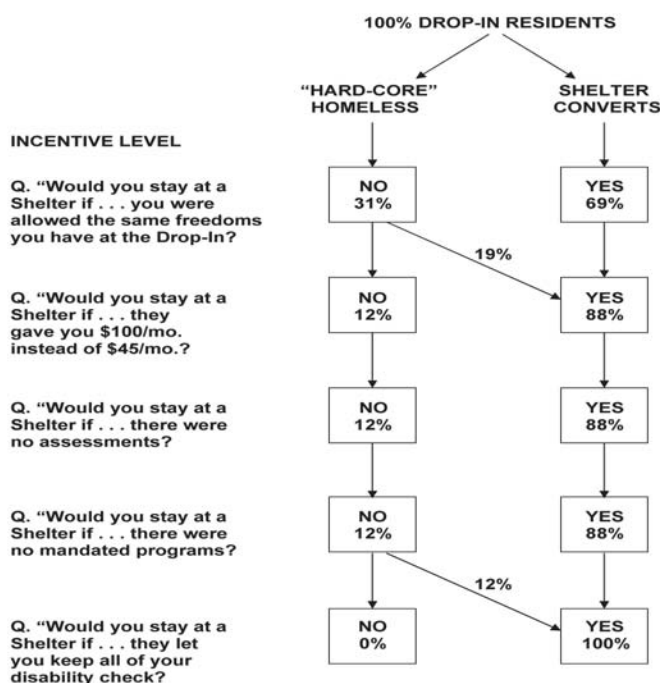 100% DROP-IN RESIDENTS
“HARD-CORE”
HOMELESS
SHELTER
CONVERTS
INCENTIVE LEVEL
Q. “Would you stay at a
Shelter if . . . you were
allowed the same freedoms
you have at the Drop-In?
NO
31%
YES
69%
19%
Q. “Would you stay at a
Shelter if . . . they
gave you $100/mo.
instead of $45/mo.?
NO
12%
YES
88%
Q. “Would you stay at a
Shelter if . . . there were
no assessments?
NO
12%
YES
88%
Q. “Would you stay at a
Shelter if . . . there were
no mandated programs?
NO
12%
YES
88%
12%
Q. “Would you stay at a
Shelter if . . . they let
you keep all of your
disability check?
NO
0%
YES
100%